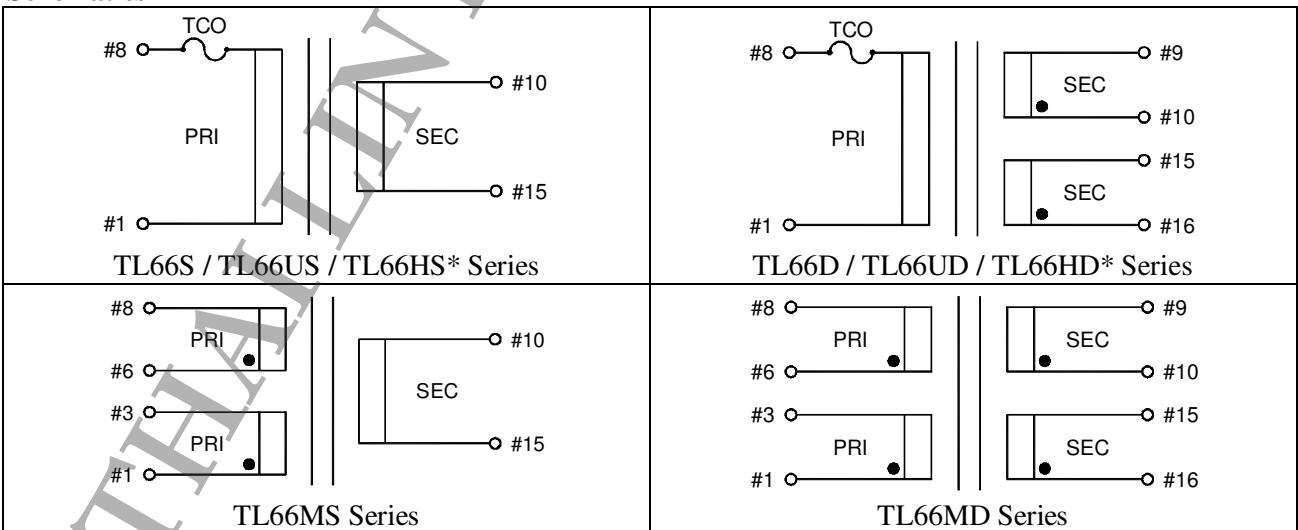 TCO
#8
#10
PRI
SEC
#15
#1
TL66S / TL66US / TL66HS* Series
TCO
#8
#9
SEC
#10
PRI
#15
SEC
#1
#16
TL66D / TL66UD / TL66HD* Series
#8
PRI
#10
#6
#3
SEC
PRI
#15
#1
TL66MS Series
#8
#9
PRI
SEC
#6
#10
#3
#15
PRI
SEC
#1
#16
TL66MD Series
THAI LIN